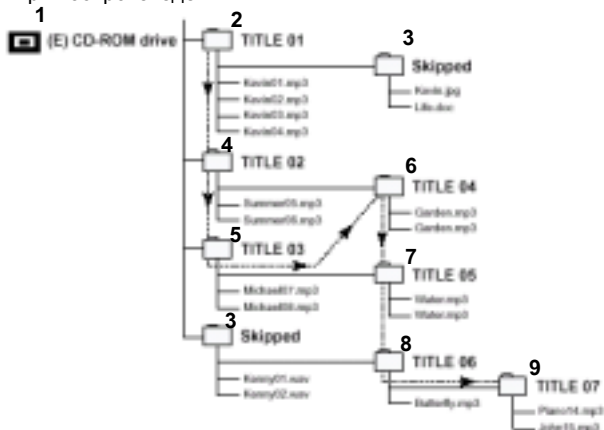 1
(E) CD-ROM drive
2
TITLE 01
Kevin01.mp3
Kevin02.mp3
Kevin03.mp3
Kevin04.mp3
3
Skipped
Kevin.jpg
Life.doc
4
TITLE 02
Summer05.mp3
Summer06.mp3
6
TITLE 04
Garden.mp3
Garden.mp3
5
TITLE 03
Michael07.mp3
Michael08.mp3
7
TITLE 05
Water.mp3
Water.mp3
3
Skipped
Kenny01.wav
Kenny02.wav
8
TITLE 06
Butterfly.mp3
9
TITLE 07
Piano14.mp3
John15.mp3